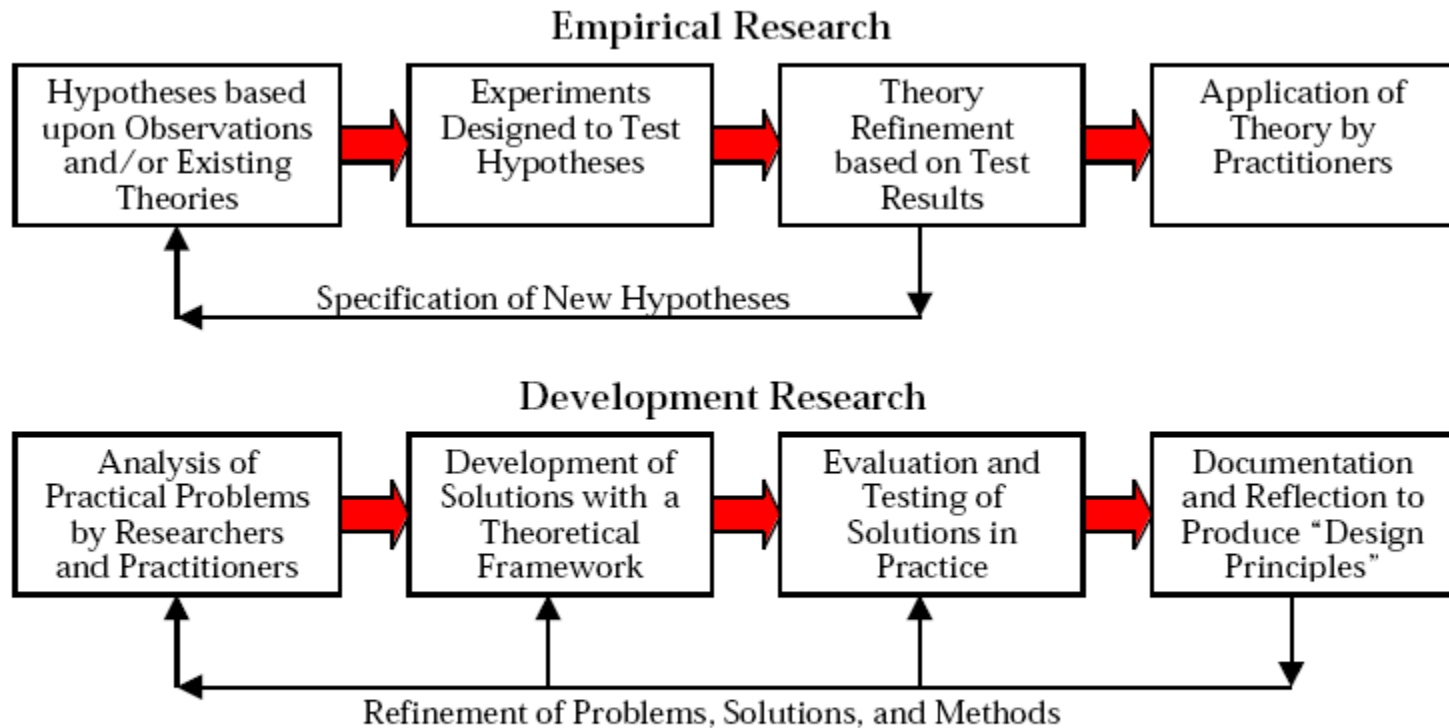 Empirical Research
Hypotheses based
upon Observations
and/or Existing
Theories
Experiments
Designed to Test
Hypotheses
Theory
Refinement
based on Test
Results
Application of
Theory by
Practitioners
Specification of New Hypotheses
Development Research
Analysis of
Practical Problems
by Researchers
and Practitioners
Development of
Solutions with a
Theoretical
Framework
Evaluation and
Testing of
Solutions in
Practice
Documentation
and Reflection to
Produce “Design
Principles”
Refinement of Problems, Solutions, and Methods